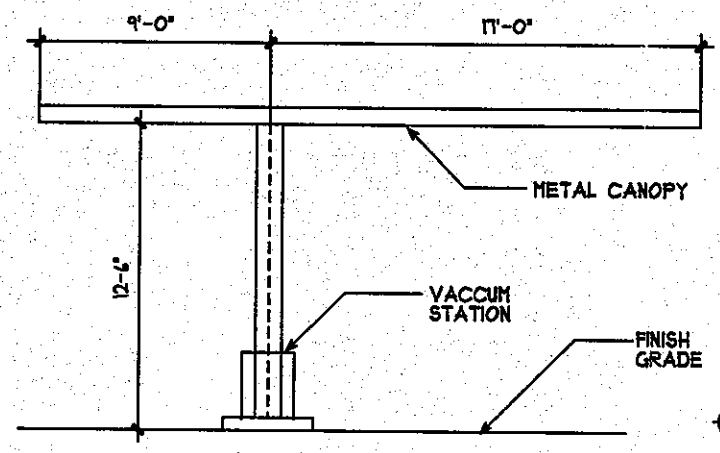 9'-0"
17'-0"
METAL CANOPY
12'-6"
VACCUM
STATION
FINISH
GRADE